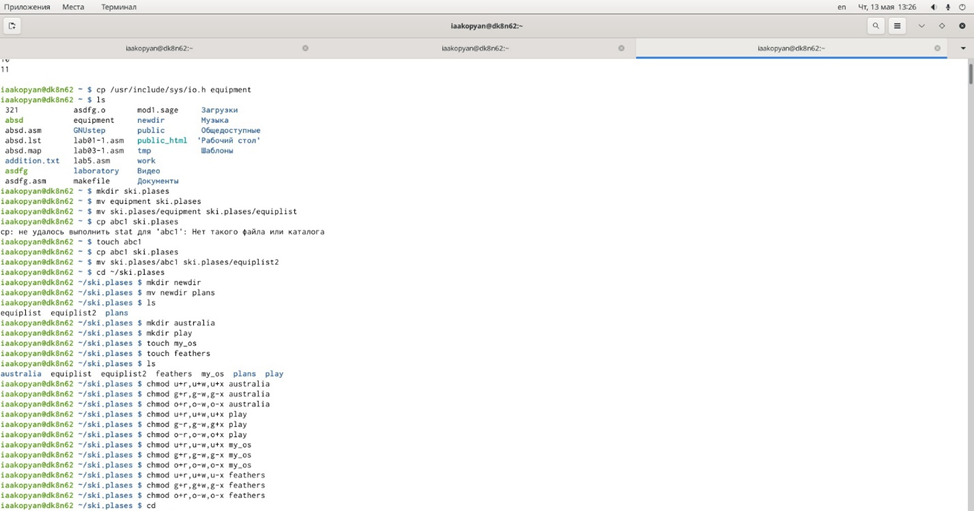 Приложения Места Терминал en Чт, 13 мая 13:26
iaakopyan@dk8n62:~
iaakopyan@dk8n62:~ iaakopyan@dk8n62:~ iaakopyan@dk8n62:~
10
11
iaakopyan@dk8n62 ~ $ cp /usr/include/sys/io.h equipment
iaakopyan@dk8n62 ~ $ ls
321 asdfg.o mod1.sage Загрузки
absd equipment newdir Музыка
absd.asm GNUstep public Общедоступные
absd.lst lab01-1.asm public_html 'Рабочий стол'
absd.map lab03-1.asm tmp Шаблоны
addition.txt lab5.asm work
asdfg laboratory Видео
asdfg.asm makefile Документы
iaakopyan@dk8n62 ~ $ mkdir ski.plases
iaakopyan@dk8n62 ~ $ mv equipment ski.plases
iaakopyan@dk8n62 ~ $ mv ski.plases/equipment ski.plases/equiplist
iaakopyan@dk8n62 ~ $ cp abc1 ski.plases
cp: не удалось выполнить stat для 'abc1': Нет такого файла или каталога
iaakopyan@dk8n62 ~ $ touch abc1
iaakopyan@dk8n62 ~ $ cp abc1 ski.plases
iaakopyan@dk8n62 ~ $ mv ski.plases/abc1 ski.plases/equiplist2
iaakopyan@dk8n62 ~ $ cd ~/ski.plases
iaakopyan@dk8n62 ~/ski.plases $ mkdir newdir
iaakopyan@dk8n62 ~/ski.plases $ mv newdir plans
iaakopyan@dk8n62 ~/ski.plases $ ls
equiplist equiplist2 plans
iaakopyan@dk8n62 ~/ski.plases $ mkdir australia
iaakopyan@dk8n62 ~/ski.plases $ mkdir play
iaakopyan@dk8n62 ~/ski.plases $ touch my_os
iaakopyan@dk8n62 ~/ski.plases $ touch feathers
iaakopyan@dk8n62 ~/ski.plases $ ls
australia equiplist equiplist2 feathers my_os plans play
iaakopyan@dk8n62 ~/ski.plases $ chmod u+r,u+w,u+x australia
iaakopyan@dk8n62 ~/ski.plases $ chmod g+r,g-w,g-x australia
iaakopyan@dk8n62 ~/ski.plases $ chmod o+r,o-w,o-x australia
iaakopyan@dk8n62 ~/ski.plases $ chmod u+r,u+w,u+x play
iaakopyan@dk8n62 ~/ski.plases $ chmod g-r,g-w,g+x play
iaakopyan@dk8n62 ~/ski.plases $ chmod o-r,o-w,o+x play
iaakopyan@dk8n62 ~/ski.plases $ chmod u+r,u-w,u+x my_os
iaakopyan@dk8n62 ~/ski.plases $ chmod g+r,g-w,g-x my_os
iaakopyan@dk8n62 ~/ski.plases $ chmod o+r,o-w,o-x my_os
iaakopyan@dk8n62 ~/ski.plases $ chmod u+r,u+w,u-x feathers
iaakopyan@dk8n62 ~/ski.plases $ chmod g+r,g+w,g-x feathers
iaakopyan@dk8n62 ~/ski.plases $ chmod o+r,o-w,o-x feathers
iaakopyan@dk8n62 ~/ski.plases $ cd